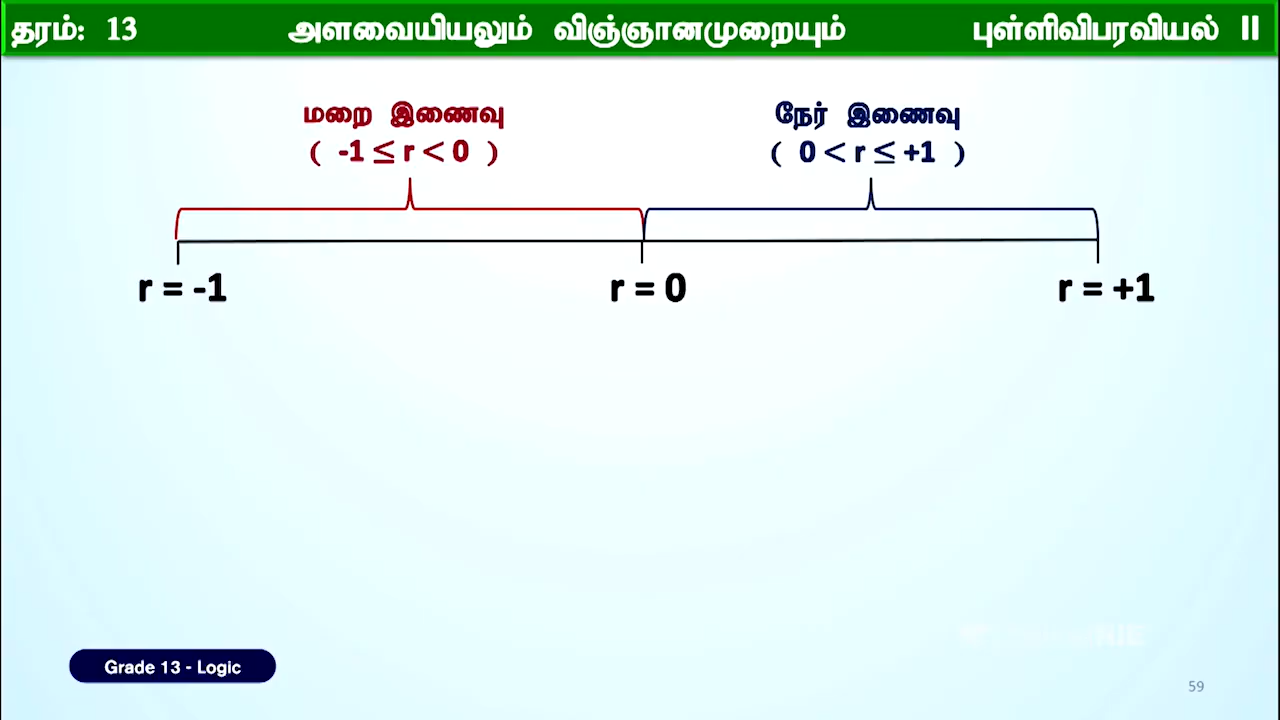 தரம்: 13 அளவையியலும் விஞ்ஞானமுறையும் புள்ளிவிபரவியல் II
மறை இணைவு
( -1 ≤ r < 0 )
நேர் இணைவு
( 0 < r ≤ +1 )
r = -1
r = 0
r = +1
Grade 13 - Logic
59